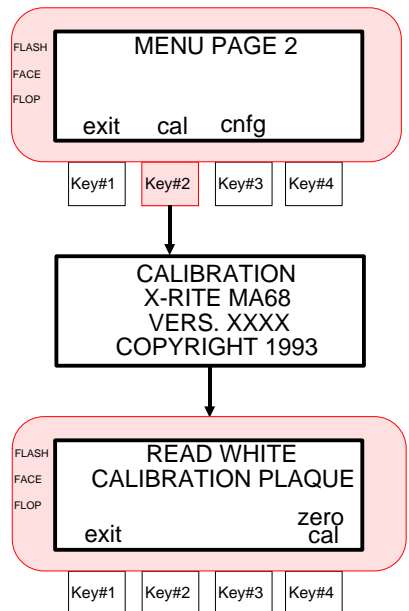 MENU PAGE 2
FLASH
FACE
FLOP
exit cal cnfg
Key#1 Key#2 Key#3 Key#4
CALIBRATION
X-RITE MA68
VERS. XXXX
COPYRIGHT 1993
READ WHITE
FLASH
CALIBRATION PLAQUE
FACE
FLOP
zero
exit cal
Key#1 Key#2 Key#3 Key#4